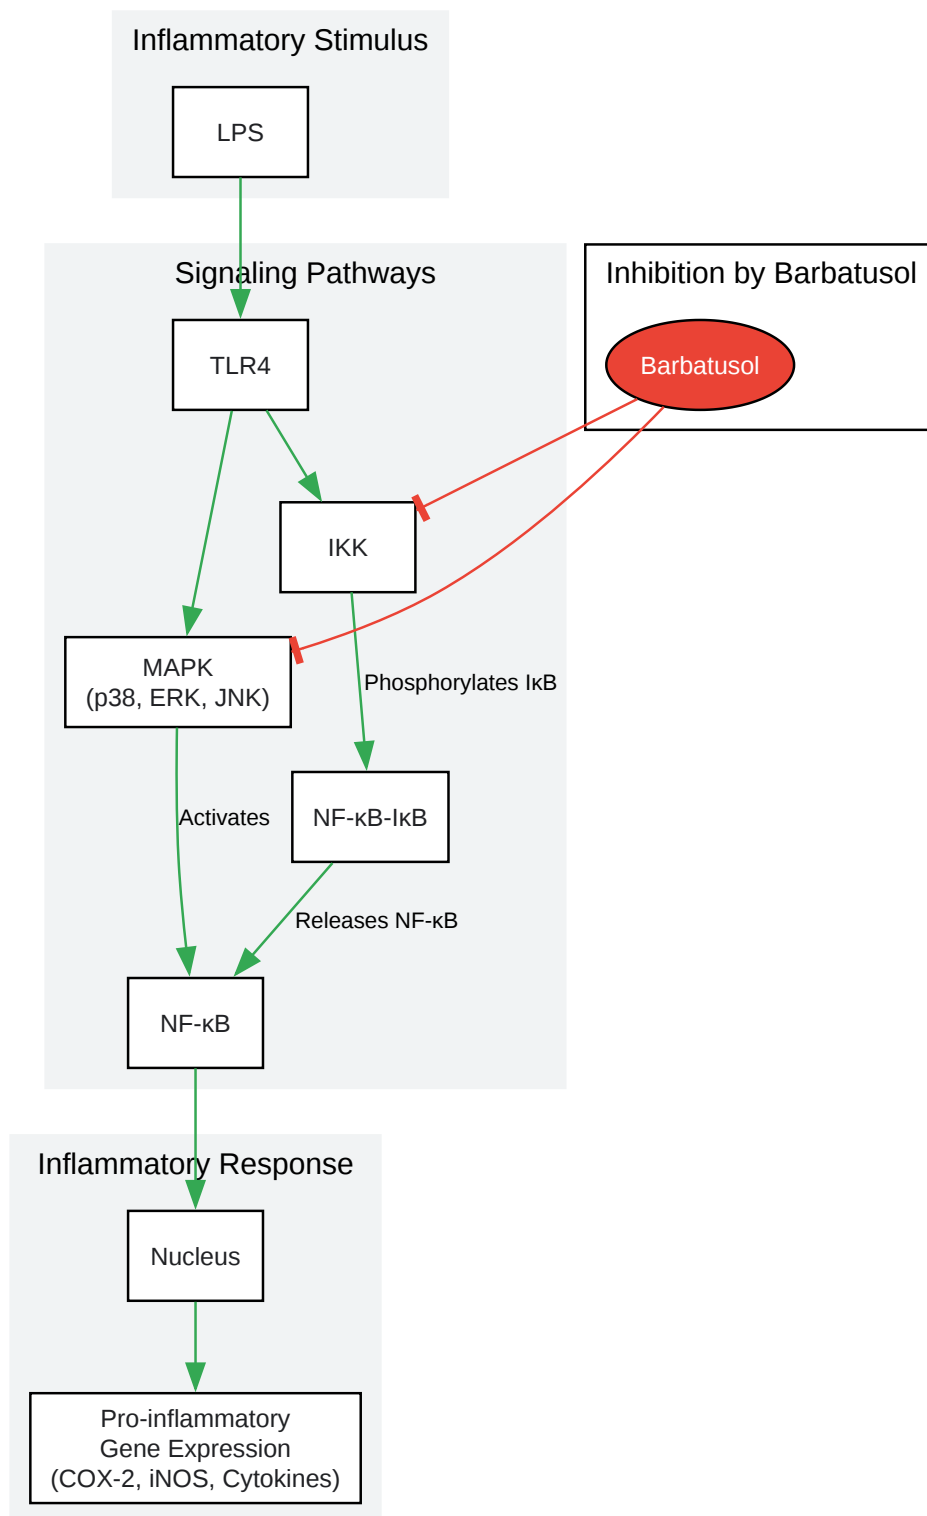 Inflammatory Stimulus
LPS
Signaling Pathways
Inhibition by Barbatusol
TLR4
Barbatusol
IKK
MAPK
(p38, ERK, JNK)
Phosphorylates IκB
Activates
NF-κB-IκB
Releases NF-κB
NF-κB
Inflammatory Response
Nucleus
Pro-inflammatory
Gene Expression
(COX-2, iNOS, Cytokines)